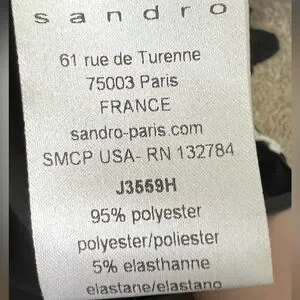 sandro
61 rue de Turenne
75003 Paris
FRANCE
sandro-paris.com
SMCP USA- RN 132784
J3559H
95% polyester
polyester/poliester
5% elasthanne
elastane/elastano